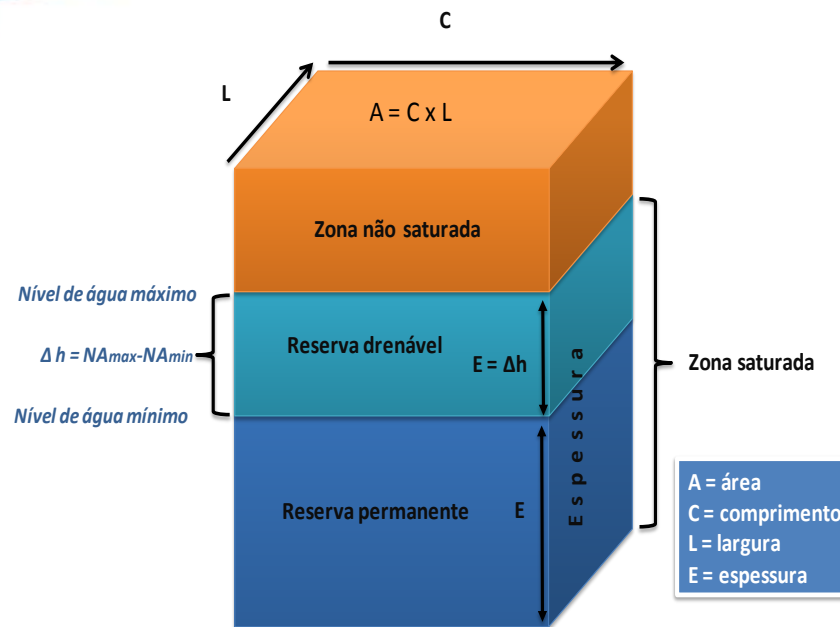 C
L
A = C x L
Zona não saturada
Nível de água máximo
Reserva drenável
Δ h = NAmax-NAmin
E = Δh
Zona saturada
Espessura
Nível de água mínimo
Reserva permanente
E
A = área
C = comprimento
L = largura
E = espessura